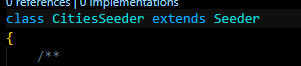 0 references | 0 implementations
class CitiesSeeder extends Seeder
{
/**